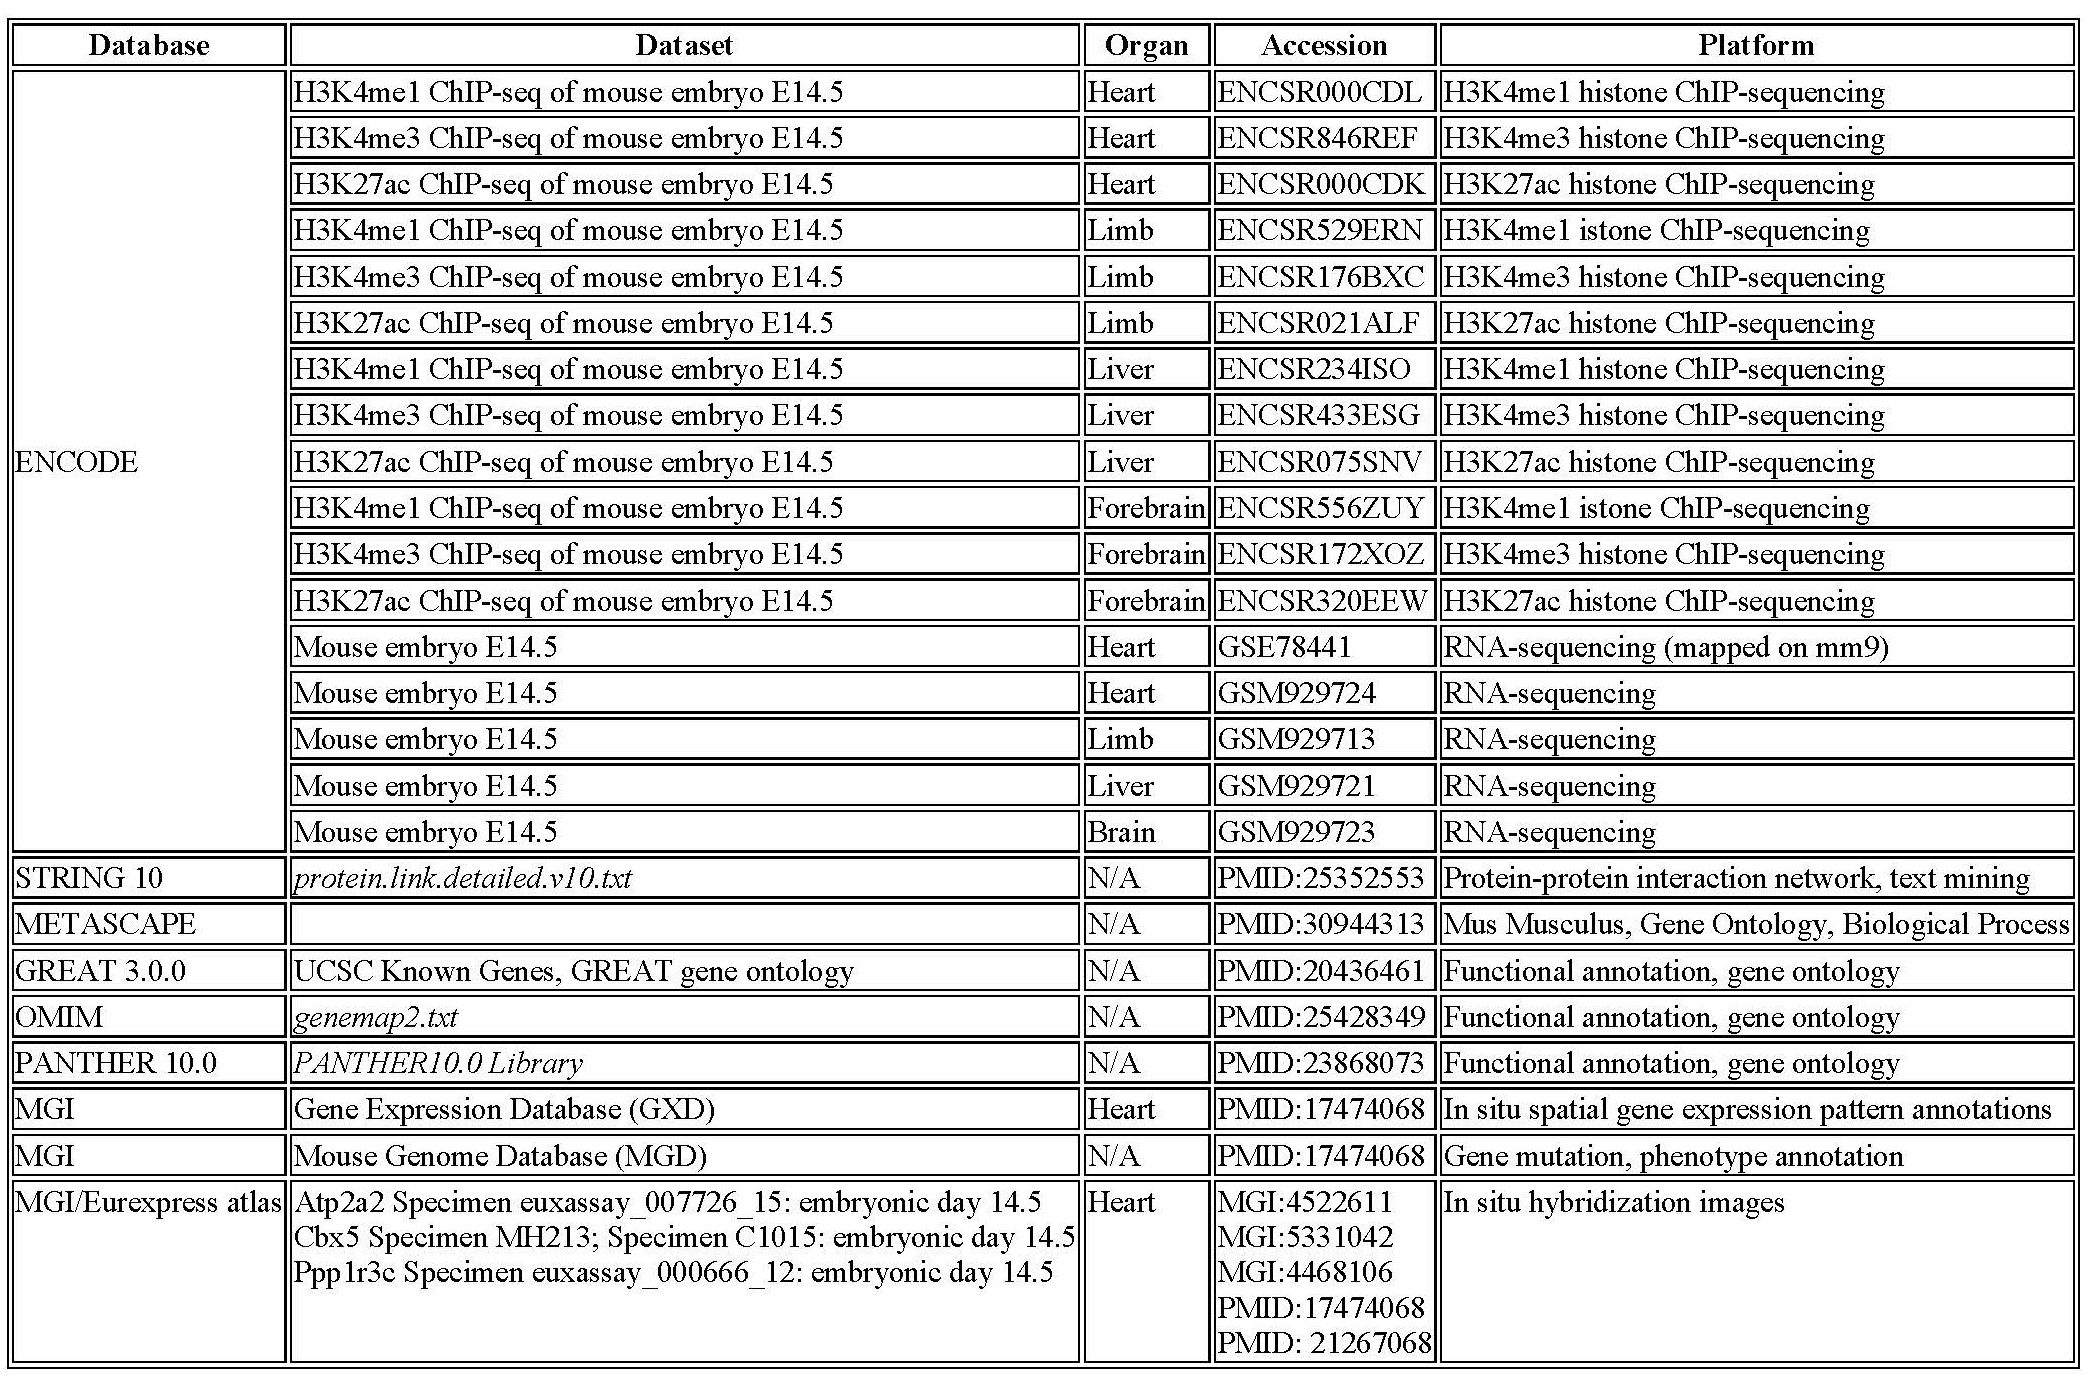 Database Dataset Organ Accession Platform
H3K4me1 ChIP-seq of mouse embryo E14.5 Heart ENCSR000CDL H3K4me1 histone ChIP-sequencing
H3K4me3 ChIP-seq of mouse embryo E14.5 Heart ENCSR846REF H3K4me3 histone ChIP-sequencing
H3K27ac ChIP-seq of mouse embryo E14.5 Heart ENCSR000CDK H3K27ac histone ChIP-sequencing
H3K4me1 ChIP-seq of mouse embryo E14.5 Limb ENCSR529ERN H3K4me1 istone ChIP-sequencing
H3K4me3 ChIP-seq of mouse embryo E14.5 Limb ENCSR176BXC H3K4me3 histone ChIP-sequencing
H3K27ac ChIP-seq of mouse embryo E14.5 Limb ENCSR021ALF H3K27ac histone ChIP-sequencing
H3K4me1 ChIP-seq of mouse embryo E14.5 Liver ENCSR234ISO H3K4me1 histone ChIP-sequencing
H3K4me3 ChIP-seq of mouse embryo E14.5 Liver ENCSR433ESG H3K4me3 histone ChIP-sequencing
ENCODE H3K27ac ChIP-seq of mouse embryo E14.5 Liver ENCSR075SNV H3K27ac histone ChIP-sequencing
H3K4me1 ChIP-seq of mouse embryo E14.5 Forebrain ENCSR556ZUY H3K4me1 istone ChIP-sequencing
H3K4me3 ChIP-seq of mouse embryo E14.5 Forebrain ENCSR172XOZ H3K4me3 histone ChIP-sequencing
H3K27ac ChIP-seq of mouse embryo E14.5 Forebrain ENCSR320EEW H3K27ac histone ChIP-sequencing
Mouse embryo E14.5 Heart GSE78441 RNA-sequencing (mapped on mm9)
Mouse embryo E14.5 Heart GSM929724 RNA-sequencing
Mouse embryo E14.5 Limb GSM929713 RNA-sequencing
Mouse embryo E14.5 Liver GSM929721 RNA-sequencing
Mouse embryo E14.5 Brain GSM929723 RNA-sequencing
STRING 10 protein.link.detailed.v10.txt N/A PMID:25352553 Protein-protein interaction network, text mining
METASCAPE N/A PMID:30944313 Mus Musculus, Gene Ontology, Biological Process
GREAT 3.0.0 UCSC Known Genes, GREAT gene ontology N/A PMID:20436461 Functional annotation, gene ontology
OMIM genemap2.txt N/A PMID:25428349 Functional annotation, gene ontology
PANTHER 10.0 PANTHER10.0 Library N/A PMID:23868073 Functional annotation, gene ontology
MGI Gene Expression Database (GXD) Heart PMID:17474068 In situ spatial gene expression pattern annotations
MGI Mouse Genome Database (MGD) N/A PMID:17474068 Gene mutation, phenotype annotation
MGI/Eurexpress atlas Atp2a2 Specimen euxassay_007726_15: embryonic day 14.5 Heart MGI:4522611 In situ hybridization images
Cbx5 Specimen MH213; Specimen C1015: embryonic day 14.5 MGI:5331042
Ppp1r3c Specimen euxassay_000666_12: embryonic day 14.5 MGI:4468106
PMID:17474068
PMID: 21267068